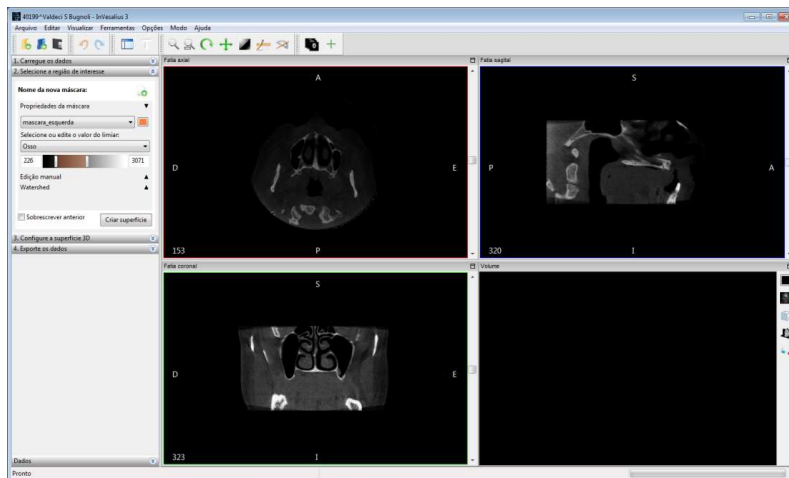 40199^Valdeci S Bugnoli - InVesalius 3
Arquivo Editar Visualizar Ferramentas Opções Modo Ajuda
1. Carregue os dados
2. Selecione a região de interesse
Nome da nova máscara:
Propriedades da máscara
mascara_esquerda
Selecione ou edite o valor do limiar:
Osso
226 3071
Edição manual
Watershed
Sobrescrever anterior Criar superfície
3. Configure a superfície 3D
4. Exporte os dados
Dados
Pronto
Fatia axial
A
D E
153 P
Fatia sagital
S
P A
320 I
Fatia coronal
S
D E
323 I
Volume